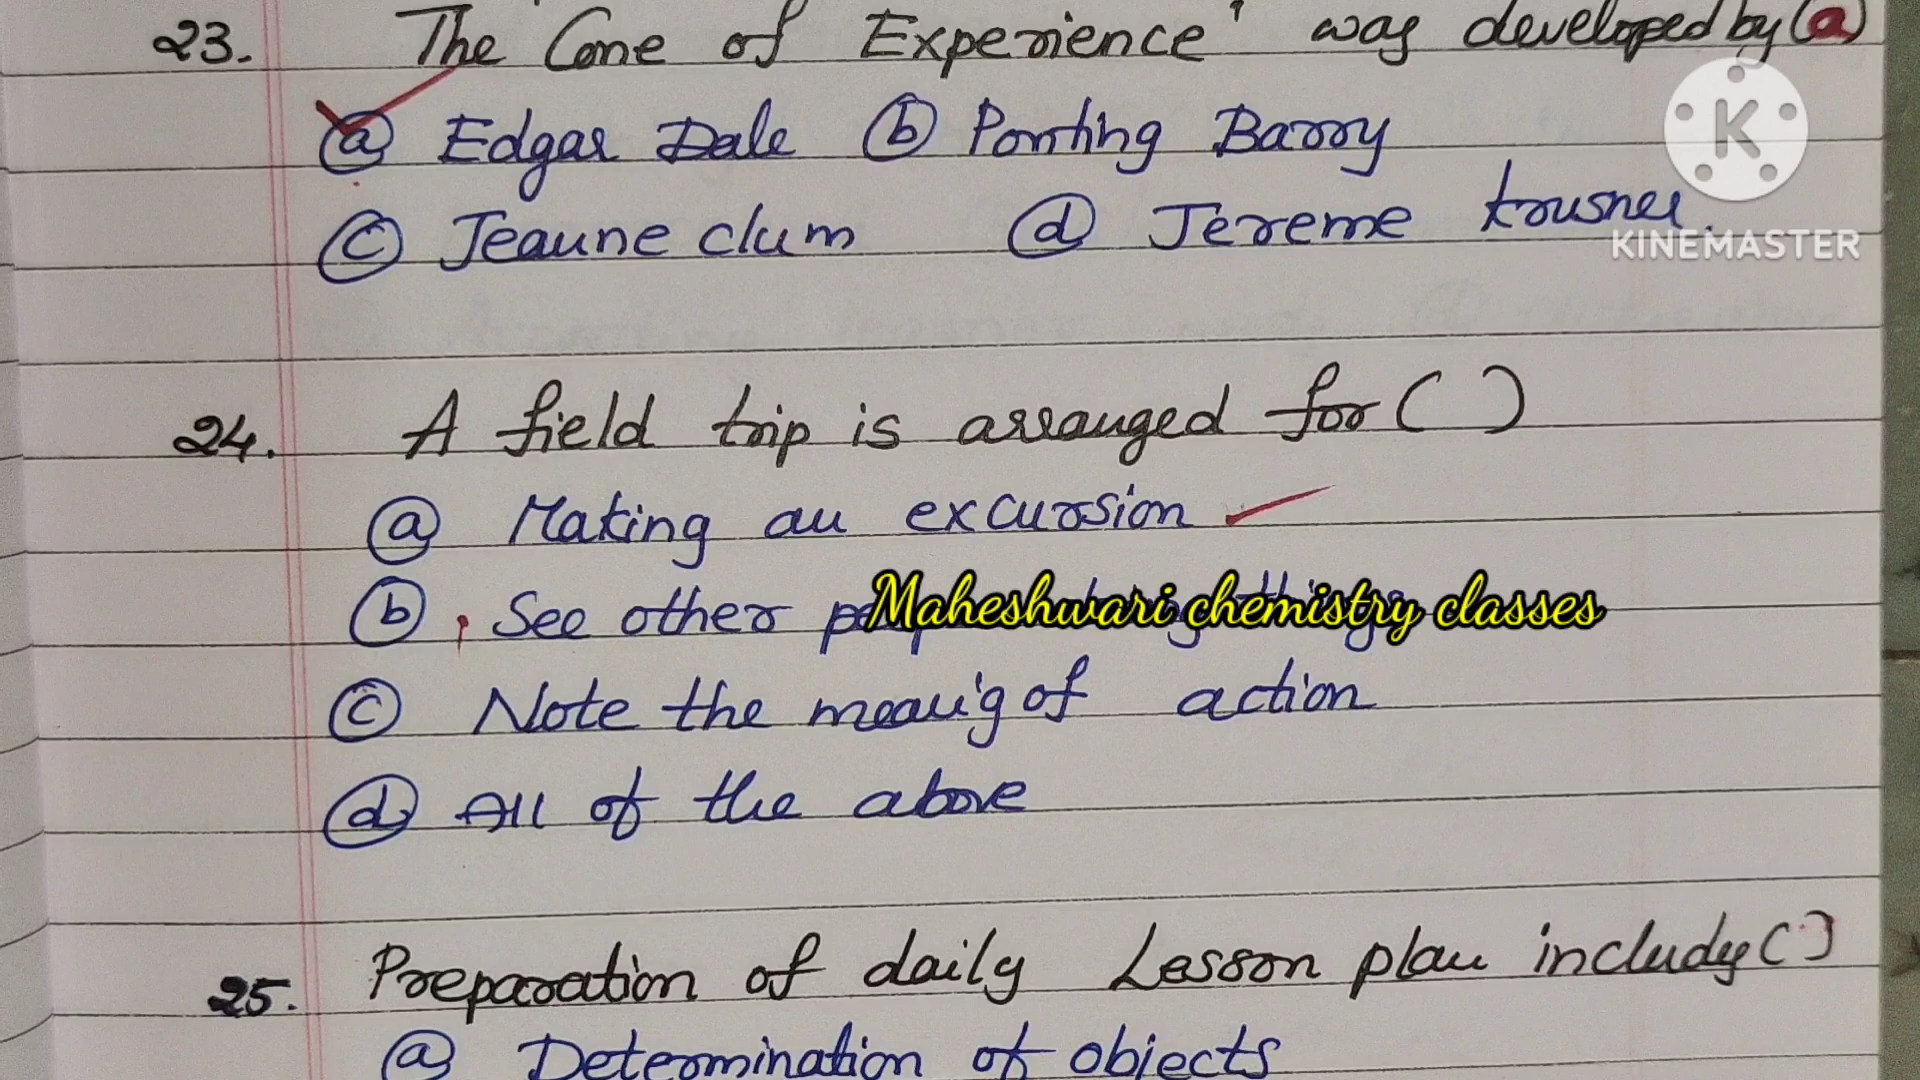 23. The Cone of Experience' was developed by (a)
(a) Edgar Dale (b) Ponting Barry
(c) Jeaune clum (d) Jereme trusner.
K
KINEMASTER
24. A field trip is arranged for ( )
(a) Making an excursion
(b) See other
Maheshwari chemistry classes
(c) Note the meaui'g of action
(d) All of the above
25. Preparation of daily Lesson plan includes ( )
(a) Determination of objects